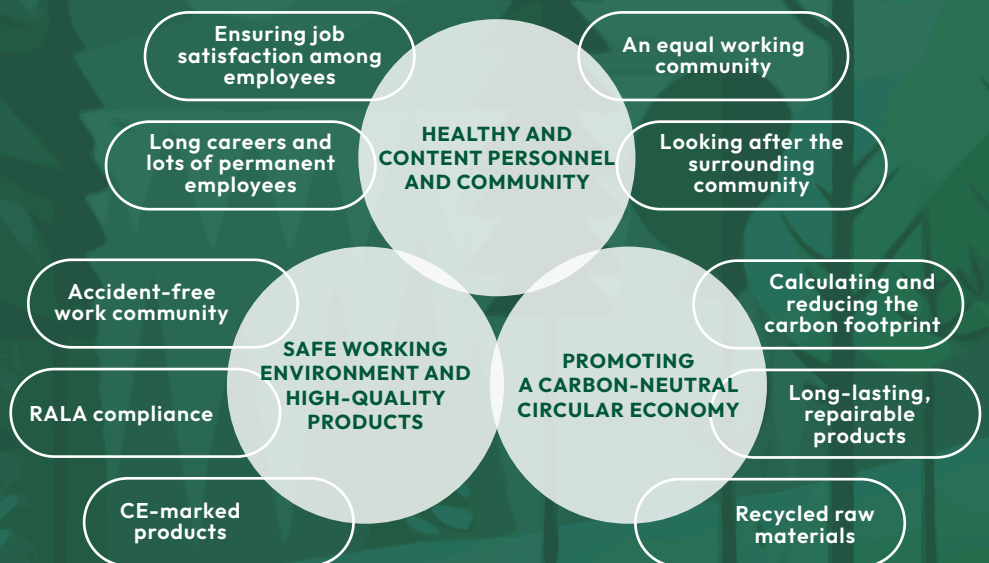 Ensuring job
satisfaction among
employees
An equal working
community
Long careers and
lots of permanent
employees
HEALTHY AND
CONTENT PERSONNEL
AND COMMUNITY
Looking after the
surrounding
community
Accident-free
work community
Calculating and
reducing the
carbon footprint
SAFE WORKING
ENVIRONMENT AND
HIGH-QUALITY
PRODUCTS
PROMOTING
A CARBON-NEUTRAL
CIRCULAR ECONOMY
RALA compliance
Long-lasting,
repairable
products
CE-marked
products
Recycled raw
materials